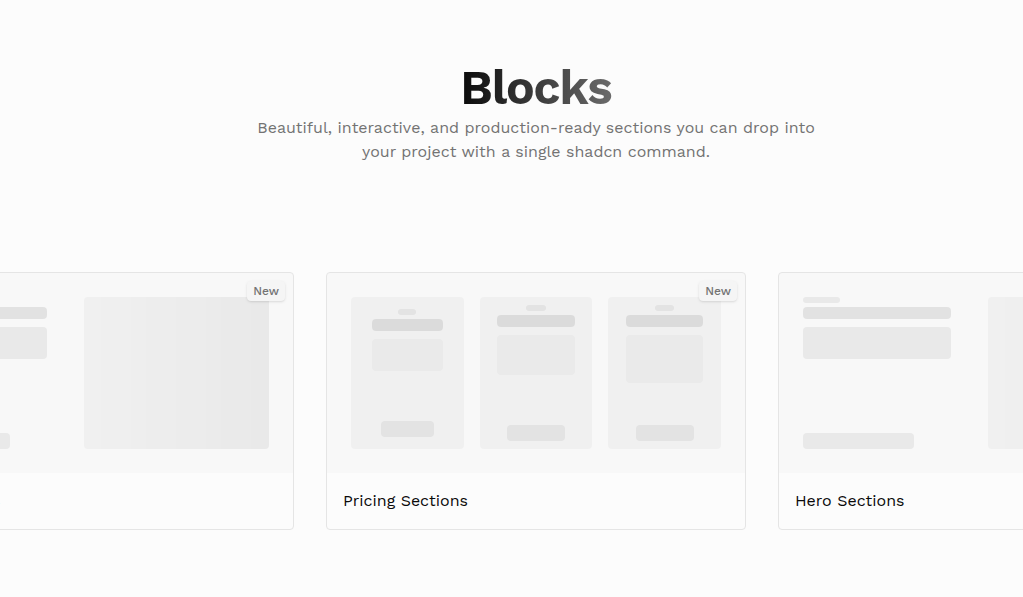 Blocks
Beautiful, interactive, and production-ready sections you can drop into
your project with a single shadcn command.
New
New
Pricing Sections
Hero Sections